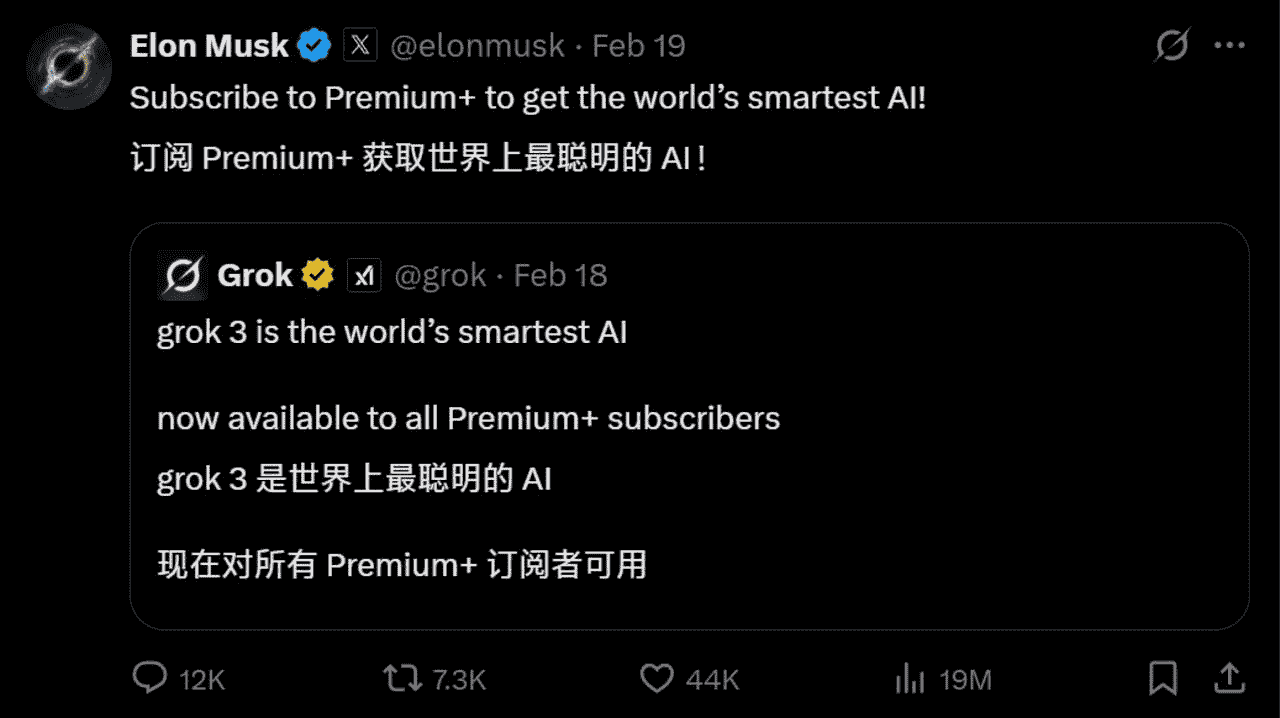 Elon Musk X @elonmusk · Feb 19
Subscribe to Premium+ to get the world’s smartest AI!
订阅 Premium+ 获取世界上最聪明的 AI！
Grok xI @grok · Feb 18
grok 3 is the world’s smartest AI
now available to all Premium+ subscribers
grok 3 是世界上最聪明的 AI
现在对所有 Premium+ 订阅者可用
12K 7.3K 44K 19M